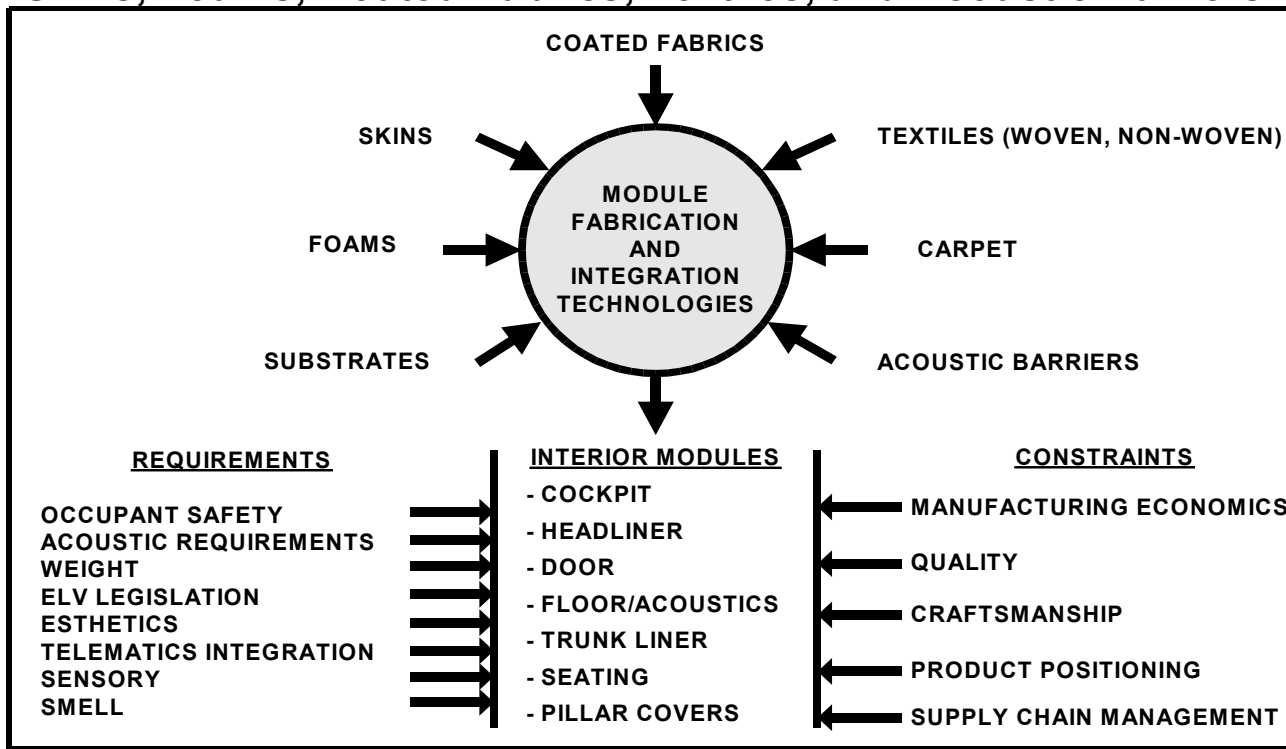 COATED FABRICS
SKINS
TEXTILES (WOVEN, NON-WOVEN)
MODULE
FABRICATION
AND
INTEGRATION
TECHNOLOGIES
FOAMS
CARPET
SUBSTRATES
ACOUSTIC BARRIERS
REQUIREMENTS
OCCUPANT SAFETY
ACOUSTIC REQUIREMENTS
WEIGHT
ELV LEGISLATION
ESTHETICS
TELEMATICS INTEGRATION
SENSORY
SMELL
INTERIOR MODULES
- COCKPIT
- HEADLINER
- DOOR
- FLOOR/ACOUSTICS
- TRUNK LINER
- SEATING
- PILLAR COVERS
CONSTRAINTS
MANUFACTURING ECONOMICS
QUALITY
CRAFTSMANSHIP
PRODUCT POSITIONING
SUPPLY CHAIN MANAGEMENT